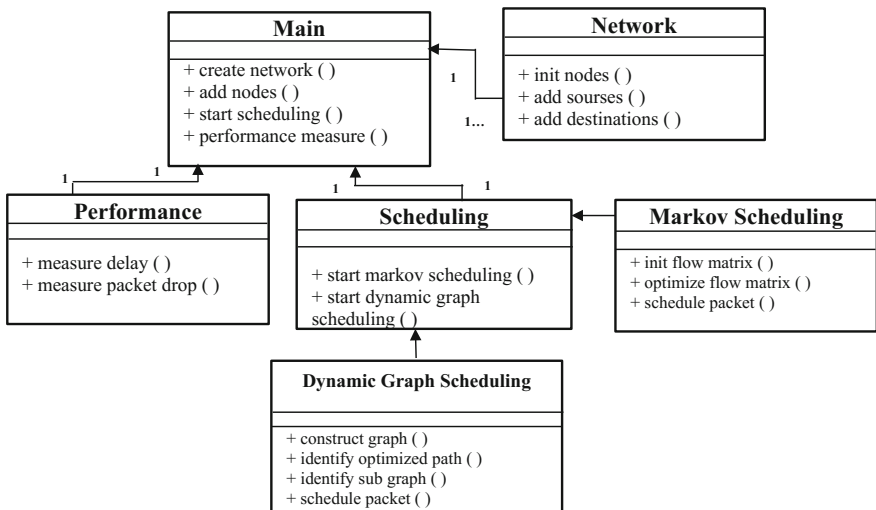 Main
+ create network ( )
+ add nodes ( )
+ start scheduling ( )
+ performance measure ( )
Network
+ init nodes ( )
+ add sourses ( )
+ add destinations ( )
1
1...
1
1
1
1
Performance
+ measure delay ( )
+ measure packet drop ( )
Scheduling
+ start markov scheduling ( )
+ start dynamic graph
scheduling ( )
Markov Scheduling
+ init flow matrix ( )
+ optimize flow matrix ( )
+ schedule packet ( )
Dynamic Graph Scheduling
+ construct graph ( )
+ identify optimized path ( )
+ identify sub graph ( )
+ schedule packet ( )